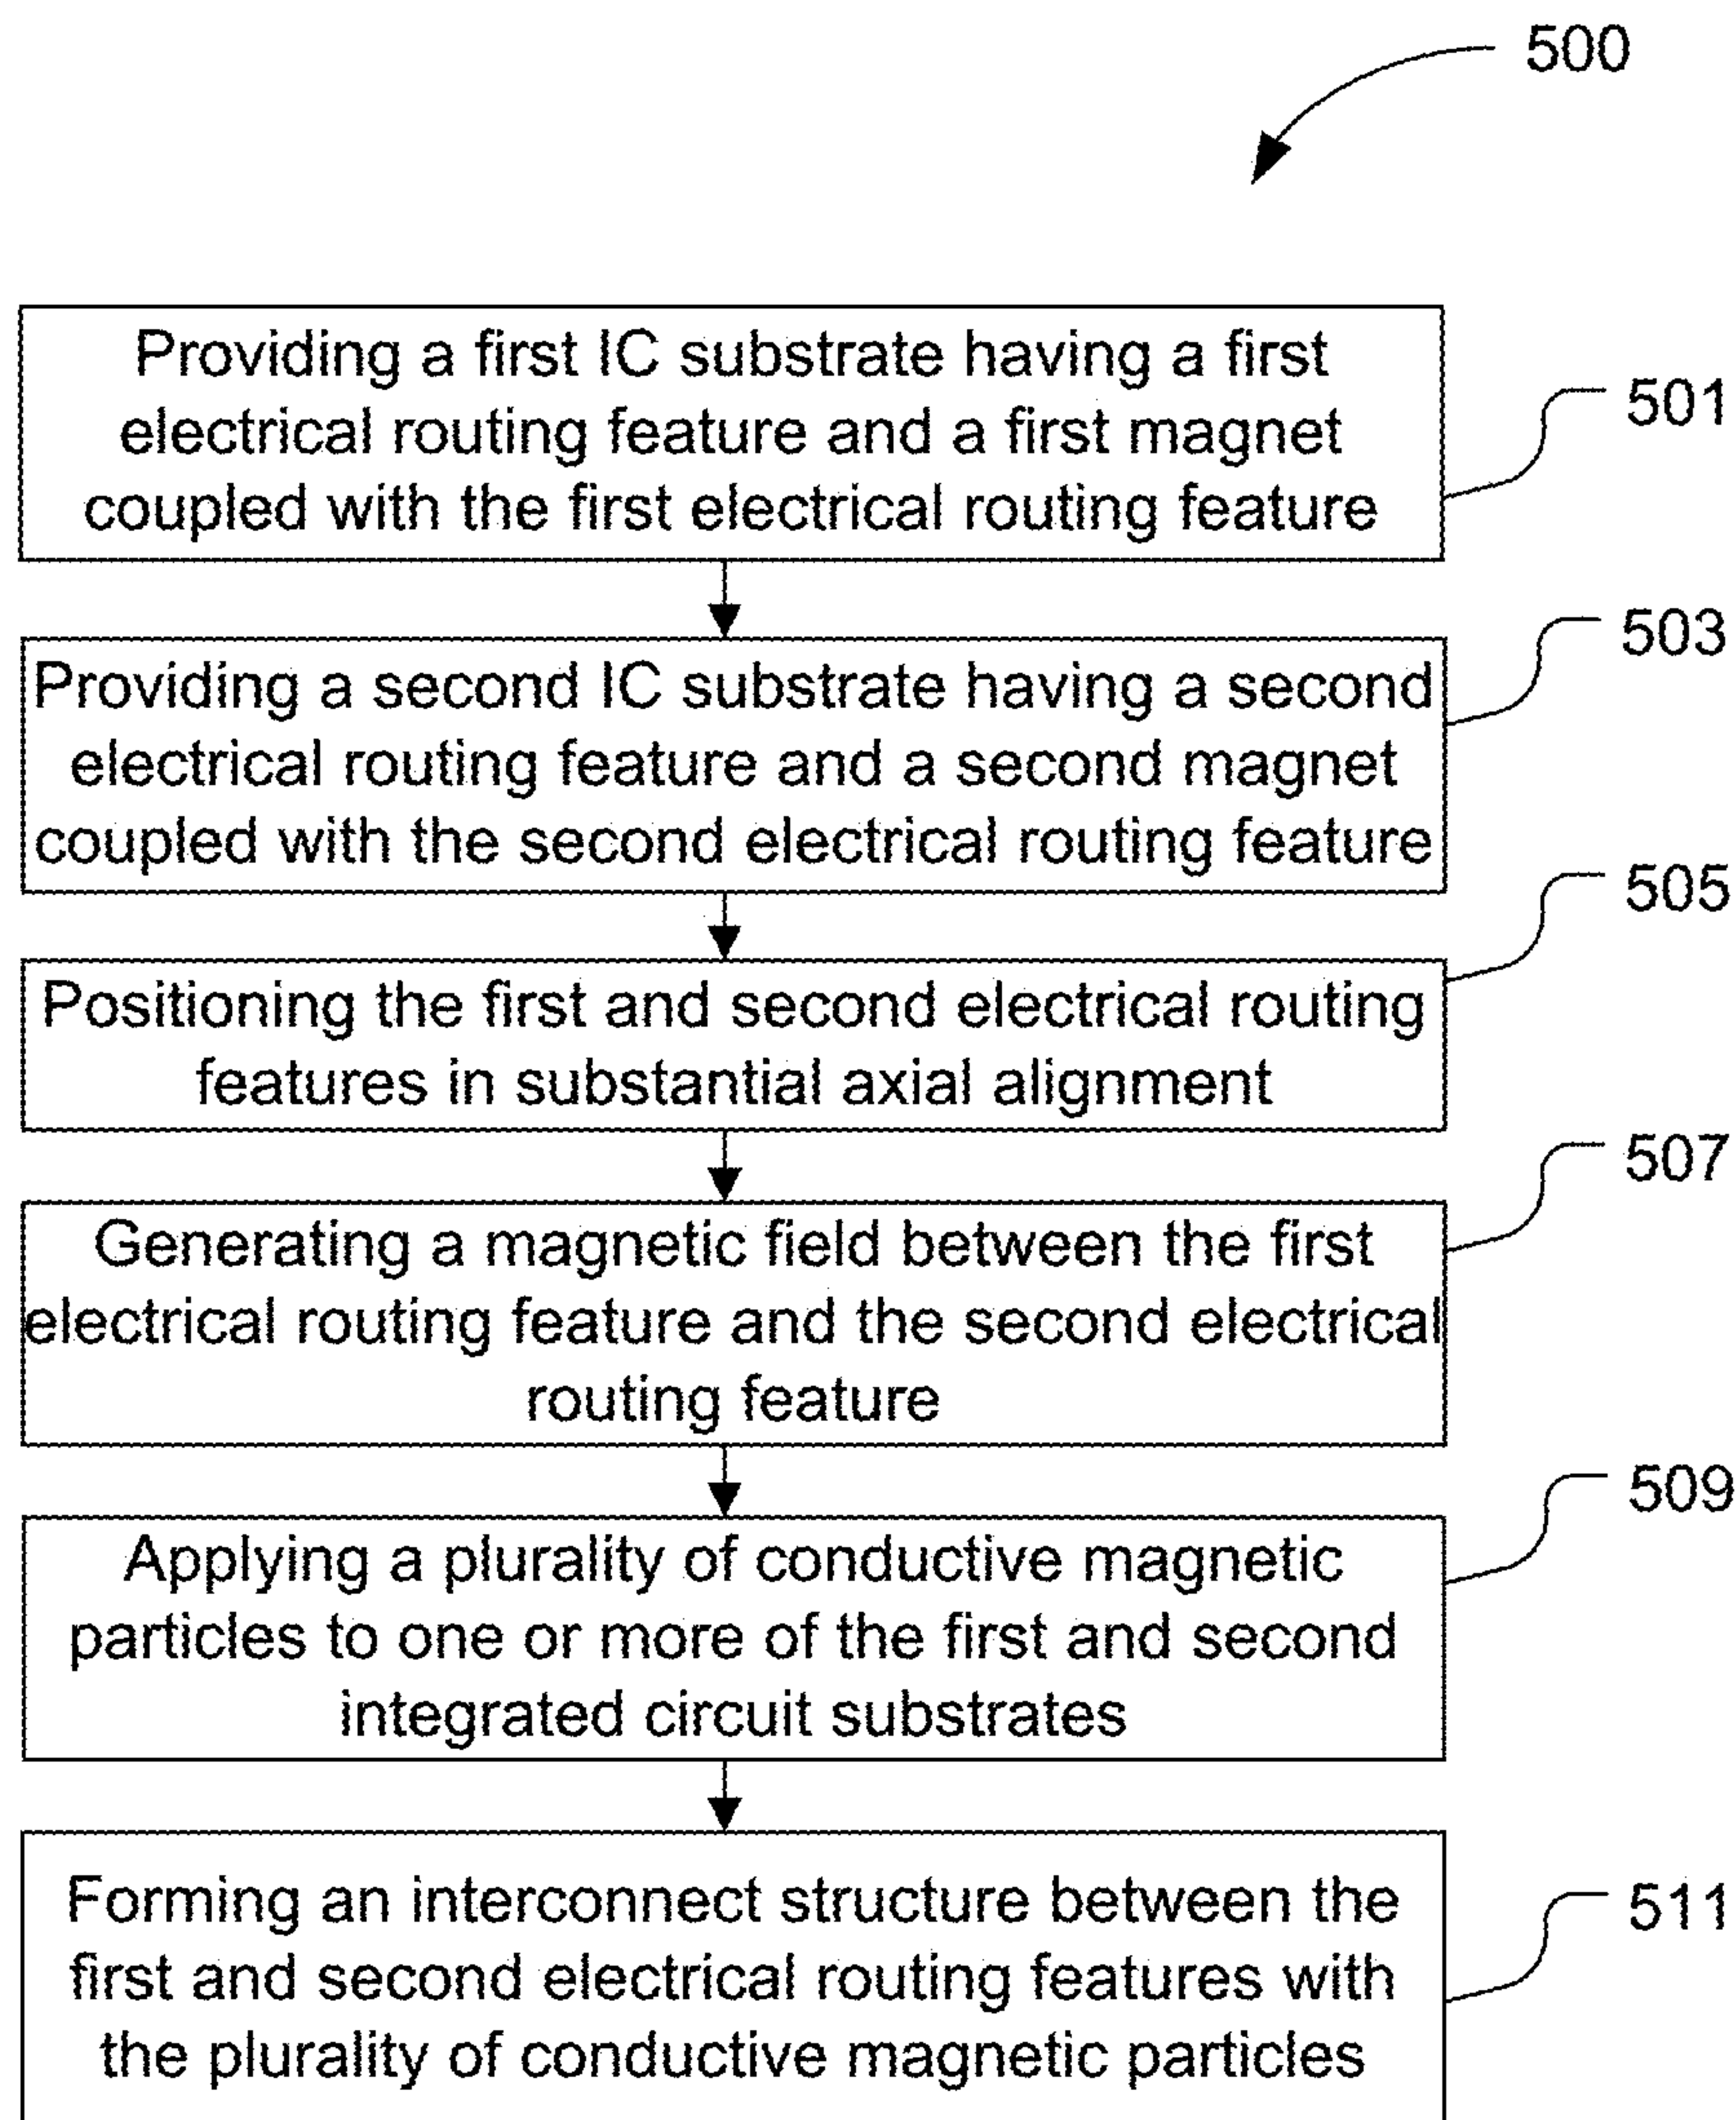 500
Providing a first IC substrate having a first
electrical routing feature and a first magnet
coupled with the first electrical routing feature
501
Providing a second IC substrate having a second
electrical routing feature and a second magnet
coupled with the second electrical routing feature
503
Positioning the first and second electrical routing
features in substantial axial alignment
505
Generating a magnetic field between the first
electrical routing feature and the second electrical
routing feature
507
Applying a plurality of conductive magnetic
particles to one or more of the first and second
integrated circuit substrates
509
Forming an interconnect structure between the
first and second electrical routing features with
the plurality of conductive magnetic particles
511